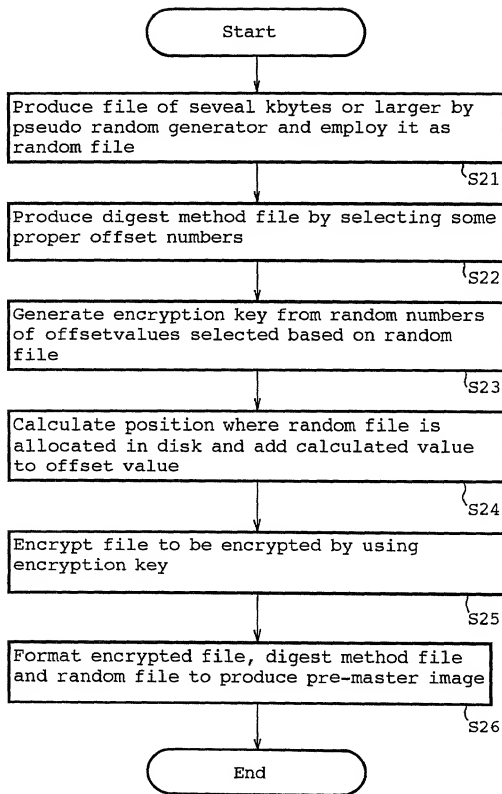 Start
Produce file of seveal kbytes or larger by
pseudo random generator and employ it as
random file
S21
Produce digest method file by selecting some
proper offset numbers
S22
Generate encryption key from random numbers
of offsetvalues selected based on random
file
S23
Calculate position where random file is
allocated in disk and add calculated value
to offset value
S24
Encrypt file to be encrypted by using
encryption key
S25
Format encrypted file, digest method file
and random file to produce pre-master image
S26
End